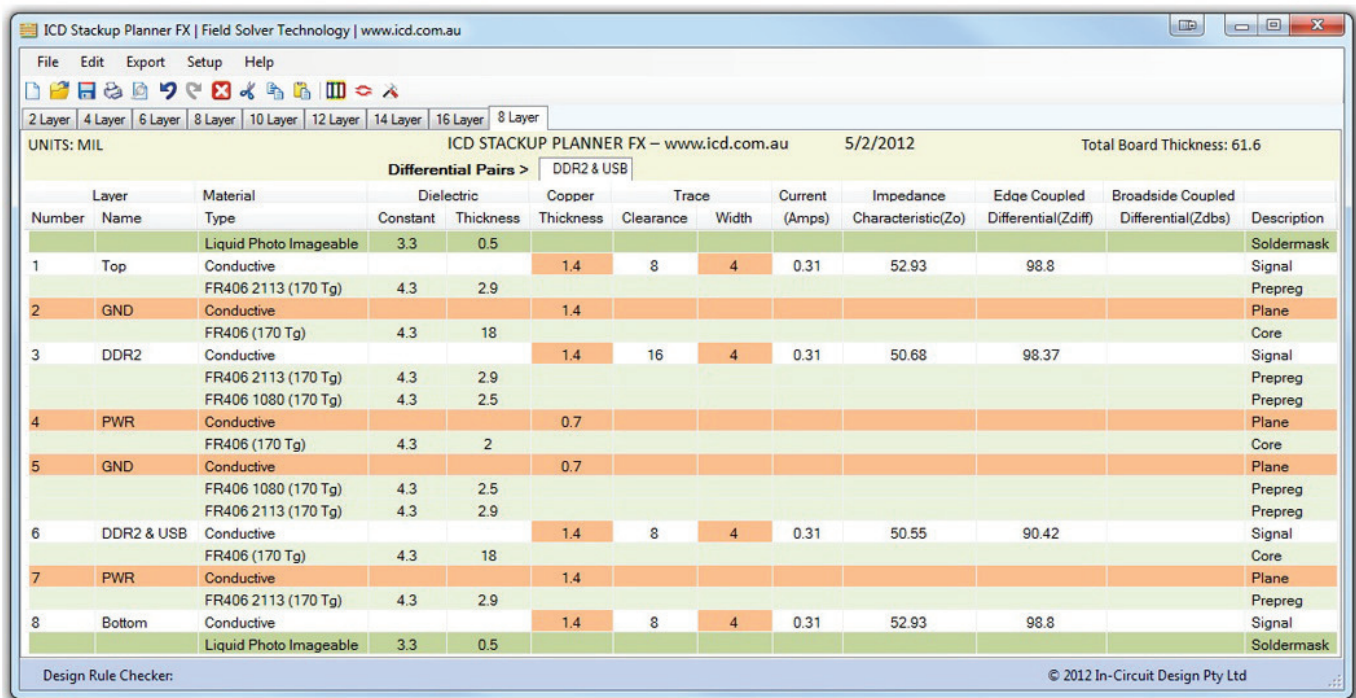 ICD Stackup Planner FX | Field Solver Technology | www.icd.com.au
File Edit Export Setup Help
2 Layer 4 Layer 6 Layer 8 Layer 10 Layer 12 Layer 14 Layer 16 Layer 8 Layer
UNITS: MIL ICD STACKUP PLANNER FX – www.icd.com.au 5/2/2012 Total Board Thickness: 61.6
Differential Pairs > DDR2 & USB
Layer Material Dielectric Copper Trace Current Impedance Edge Coupled Broadside Coupled
Number Name Type Constant Thickness Thickness Clearance Width (Amps) Characteristic(Zo) Differential(Zdiff) Differential(Zdbs) Description
Liquid Photo Imageable 3.3 0.5 Soldermask
1 Top Conductive 1.4 8 4 0.31 52.93 98.8 Signal
FR406 2113 (170 Tg) 4.3 2.9 Prepreg
2 GND Conductive 1.4 Plane
FR406 (170 Tg) 4.3 18 Core
3 DDR2 Conductive 1.4 16 4 0.31 50.68 98.37 Signal
FR406 2113 (170 Tg) 4.3 2.9 Prepreg
FR406 1080 (170 Tg) 4.3 2.5 Prepreg
4 PWR Conductive 0.7 Plane
FR406 (170 Tg) 4.3 2 Core
5 GND Conductive 0.7 Plane
FR406 1080 (170 Tg) 4.3 2.5 Prepreg
FR406 2113 (170 Tg) 4.3 2.9 Prepreg
6 DDR2 & USB Conductive 1.4 8 4 0.31 50.55 90.42 Signal
FR406 (170 Tg) 4.3 18 Core
7 PWR Conductive 1.4 Plane
FR406 2113 (170 Tg) 4.3 2.9 Prepreg
8 Bottom Conductive 1.4 8 4 0.31 52.93 98.8 Signal
Liquid Photo Imageable 3.3 0.5 Soldermask
Design Rule Checker: © 2012 In-Circuit Design Pty Ltd